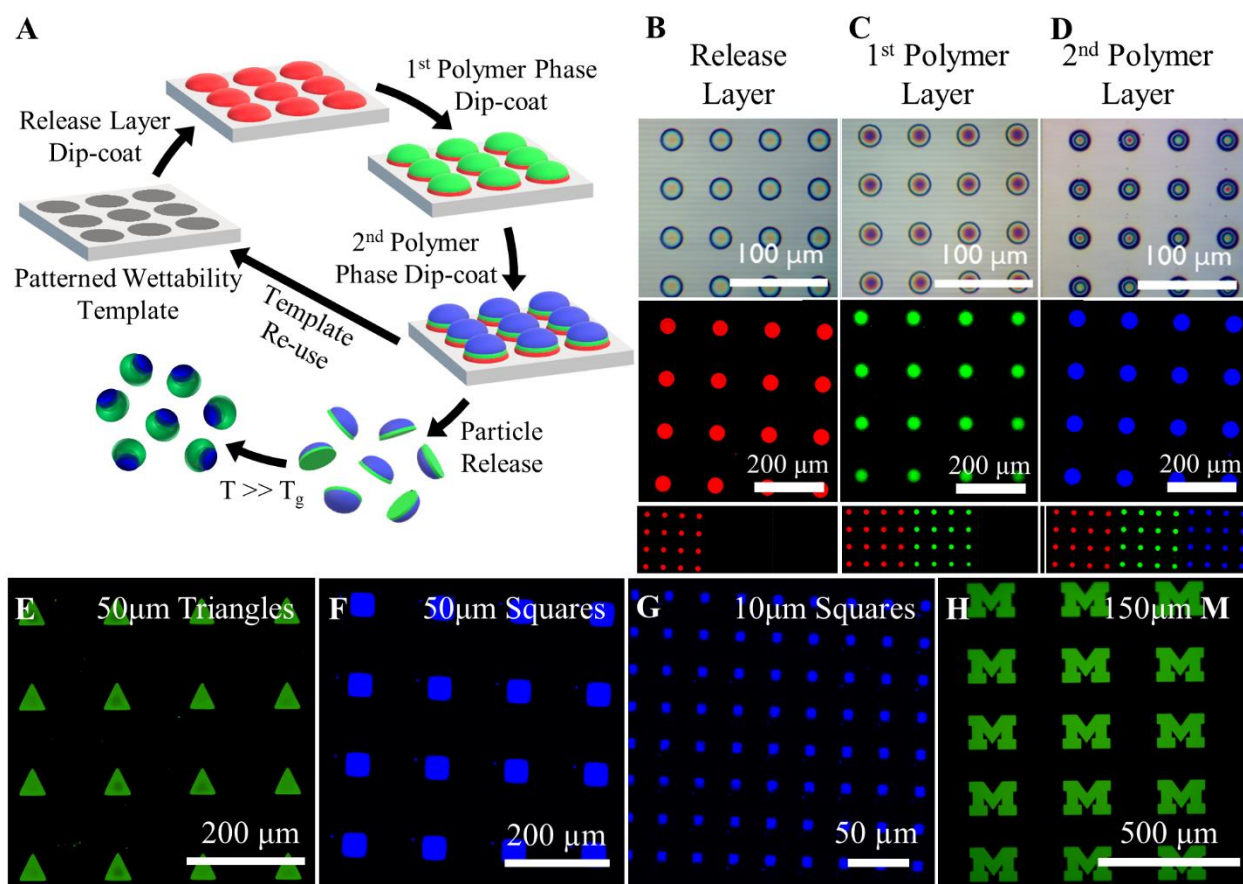 A
Release Layer
Dip-coat
1st Polymer Phase
Dip-coat
Patterned Wettability
Template
2nd Polymer
Phase Dip-coat
Template
Re-use
Particle
Release
T >> Tg
B
Release
Layer
100 μm
200 μm
C
1st Polymer
Layer
100 μm
200 μm
D
2nd Polymer
Layer
100 μm
200 μm
E 50μm Triangles
200 μm
F 50μm Squares
200 μm
G 10μm Squares
50 μm
H 150μm M
M M M
M M M
M M M
M M M
M M M
500 μm